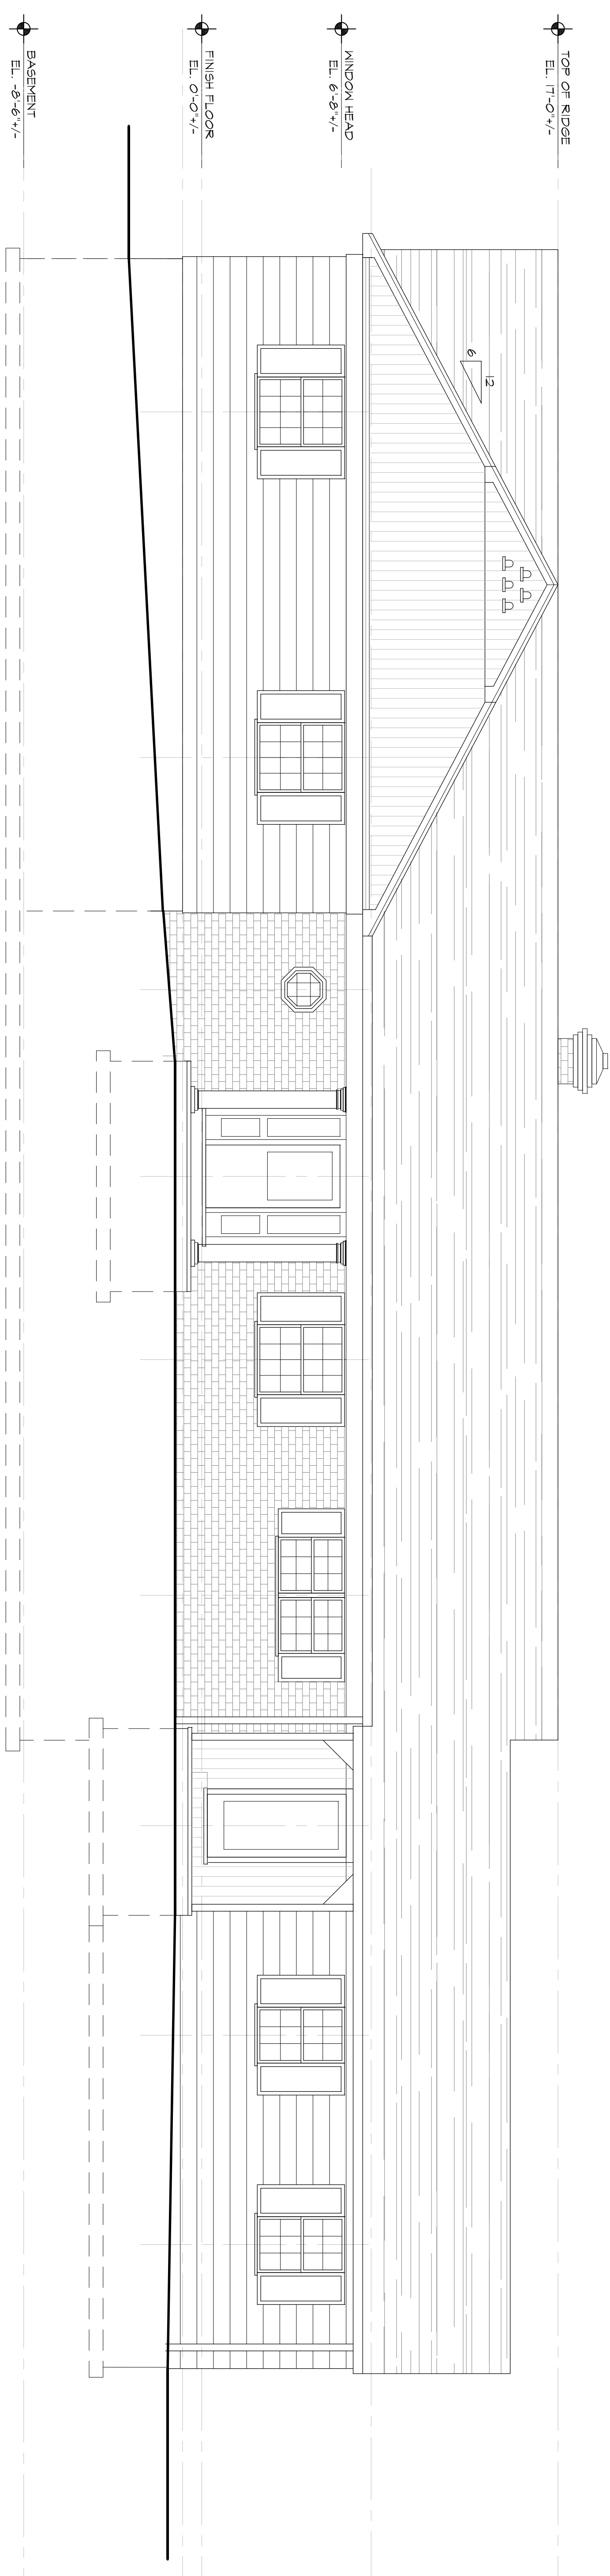 TOP OF RIDGE
EL. 17'-0"+/-
WINDOW HEAD
EL. 6'-8"+/-
FINISH FLOOR
EL. 0'-0"+/-
BASEMENT
EL. -8'-6"+/-
12
6